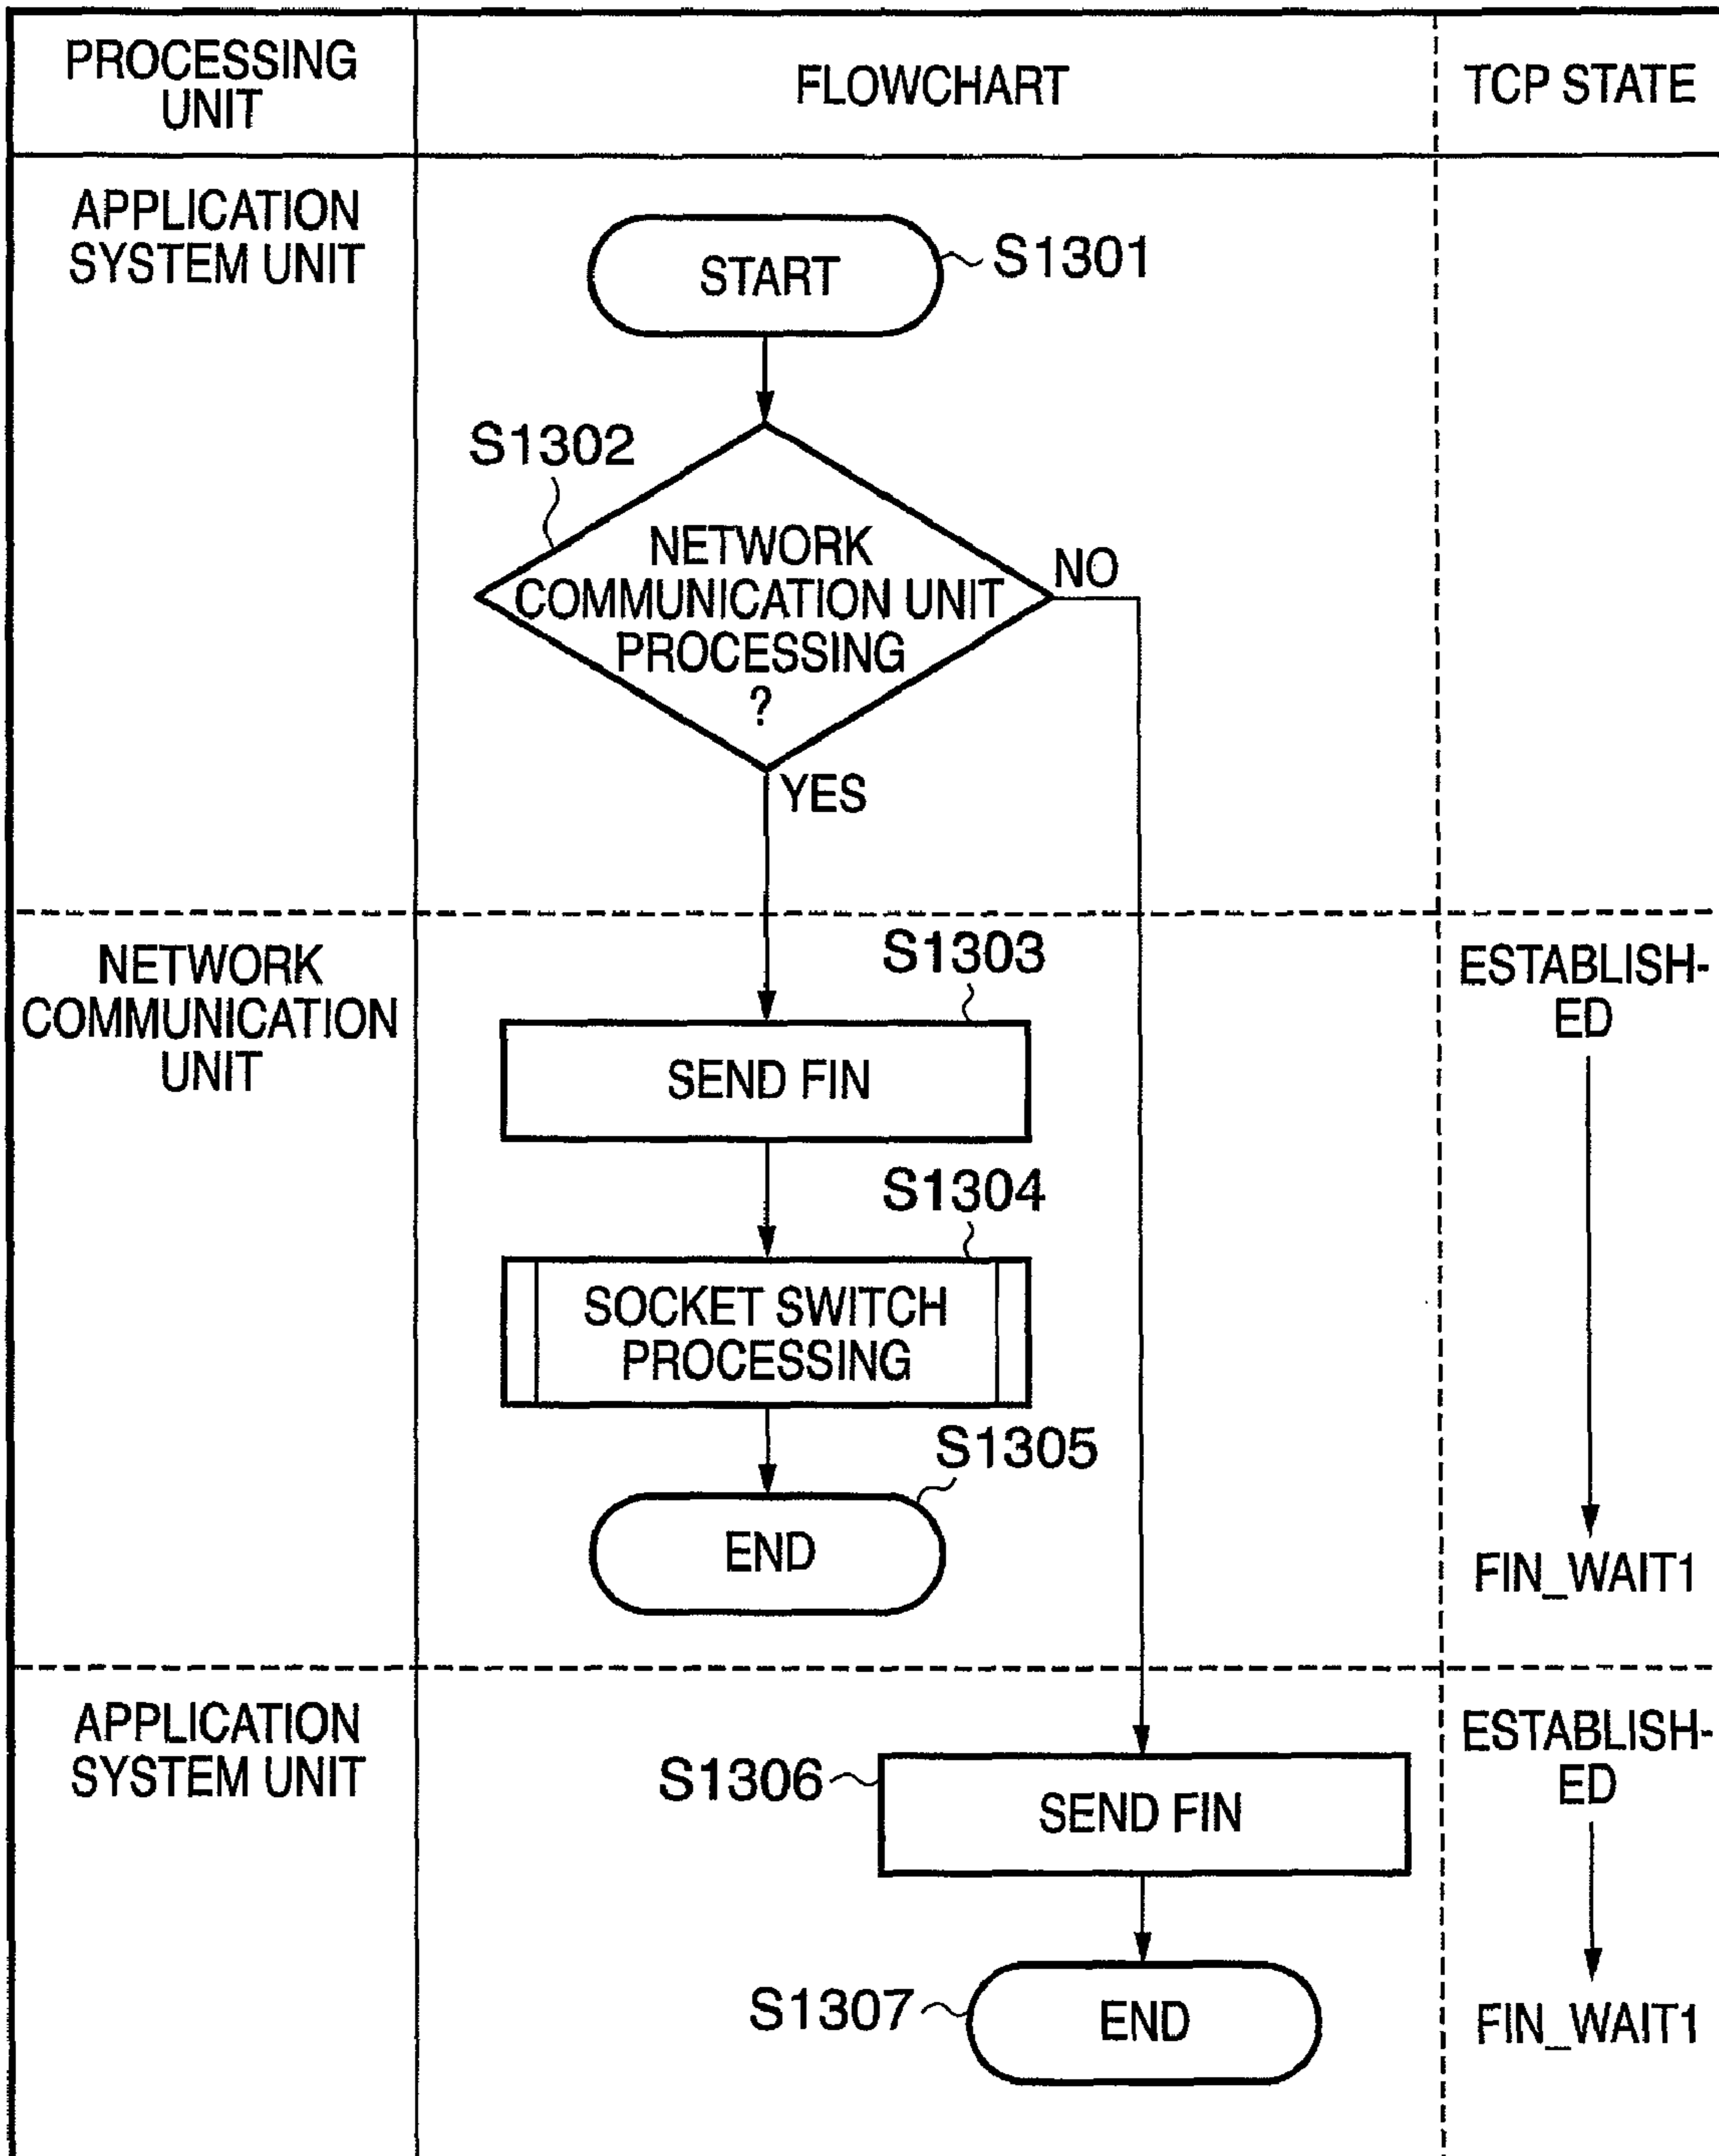 PROCESSING
UNIT
FLOWCHART
TCP STATE
APPLICATION
SYSTEM UNIT
START
S1301
S1302
NETWORK
COMMUNICATION UNIT
PROCESSING
?
NO
YES
NETWORK
COMMUNICATION
UNIT
S1303
SEND FIN
S1304
SOCKET SWITCH
PROCESSING
S1305
END
ESTABLISH-
ED
FIN_WAIT1
APPLICATION
SYSTEM UNIT
S1306
SEND FIN
S1307
END
ESTABLISH-
ED
FIN_WAIT1